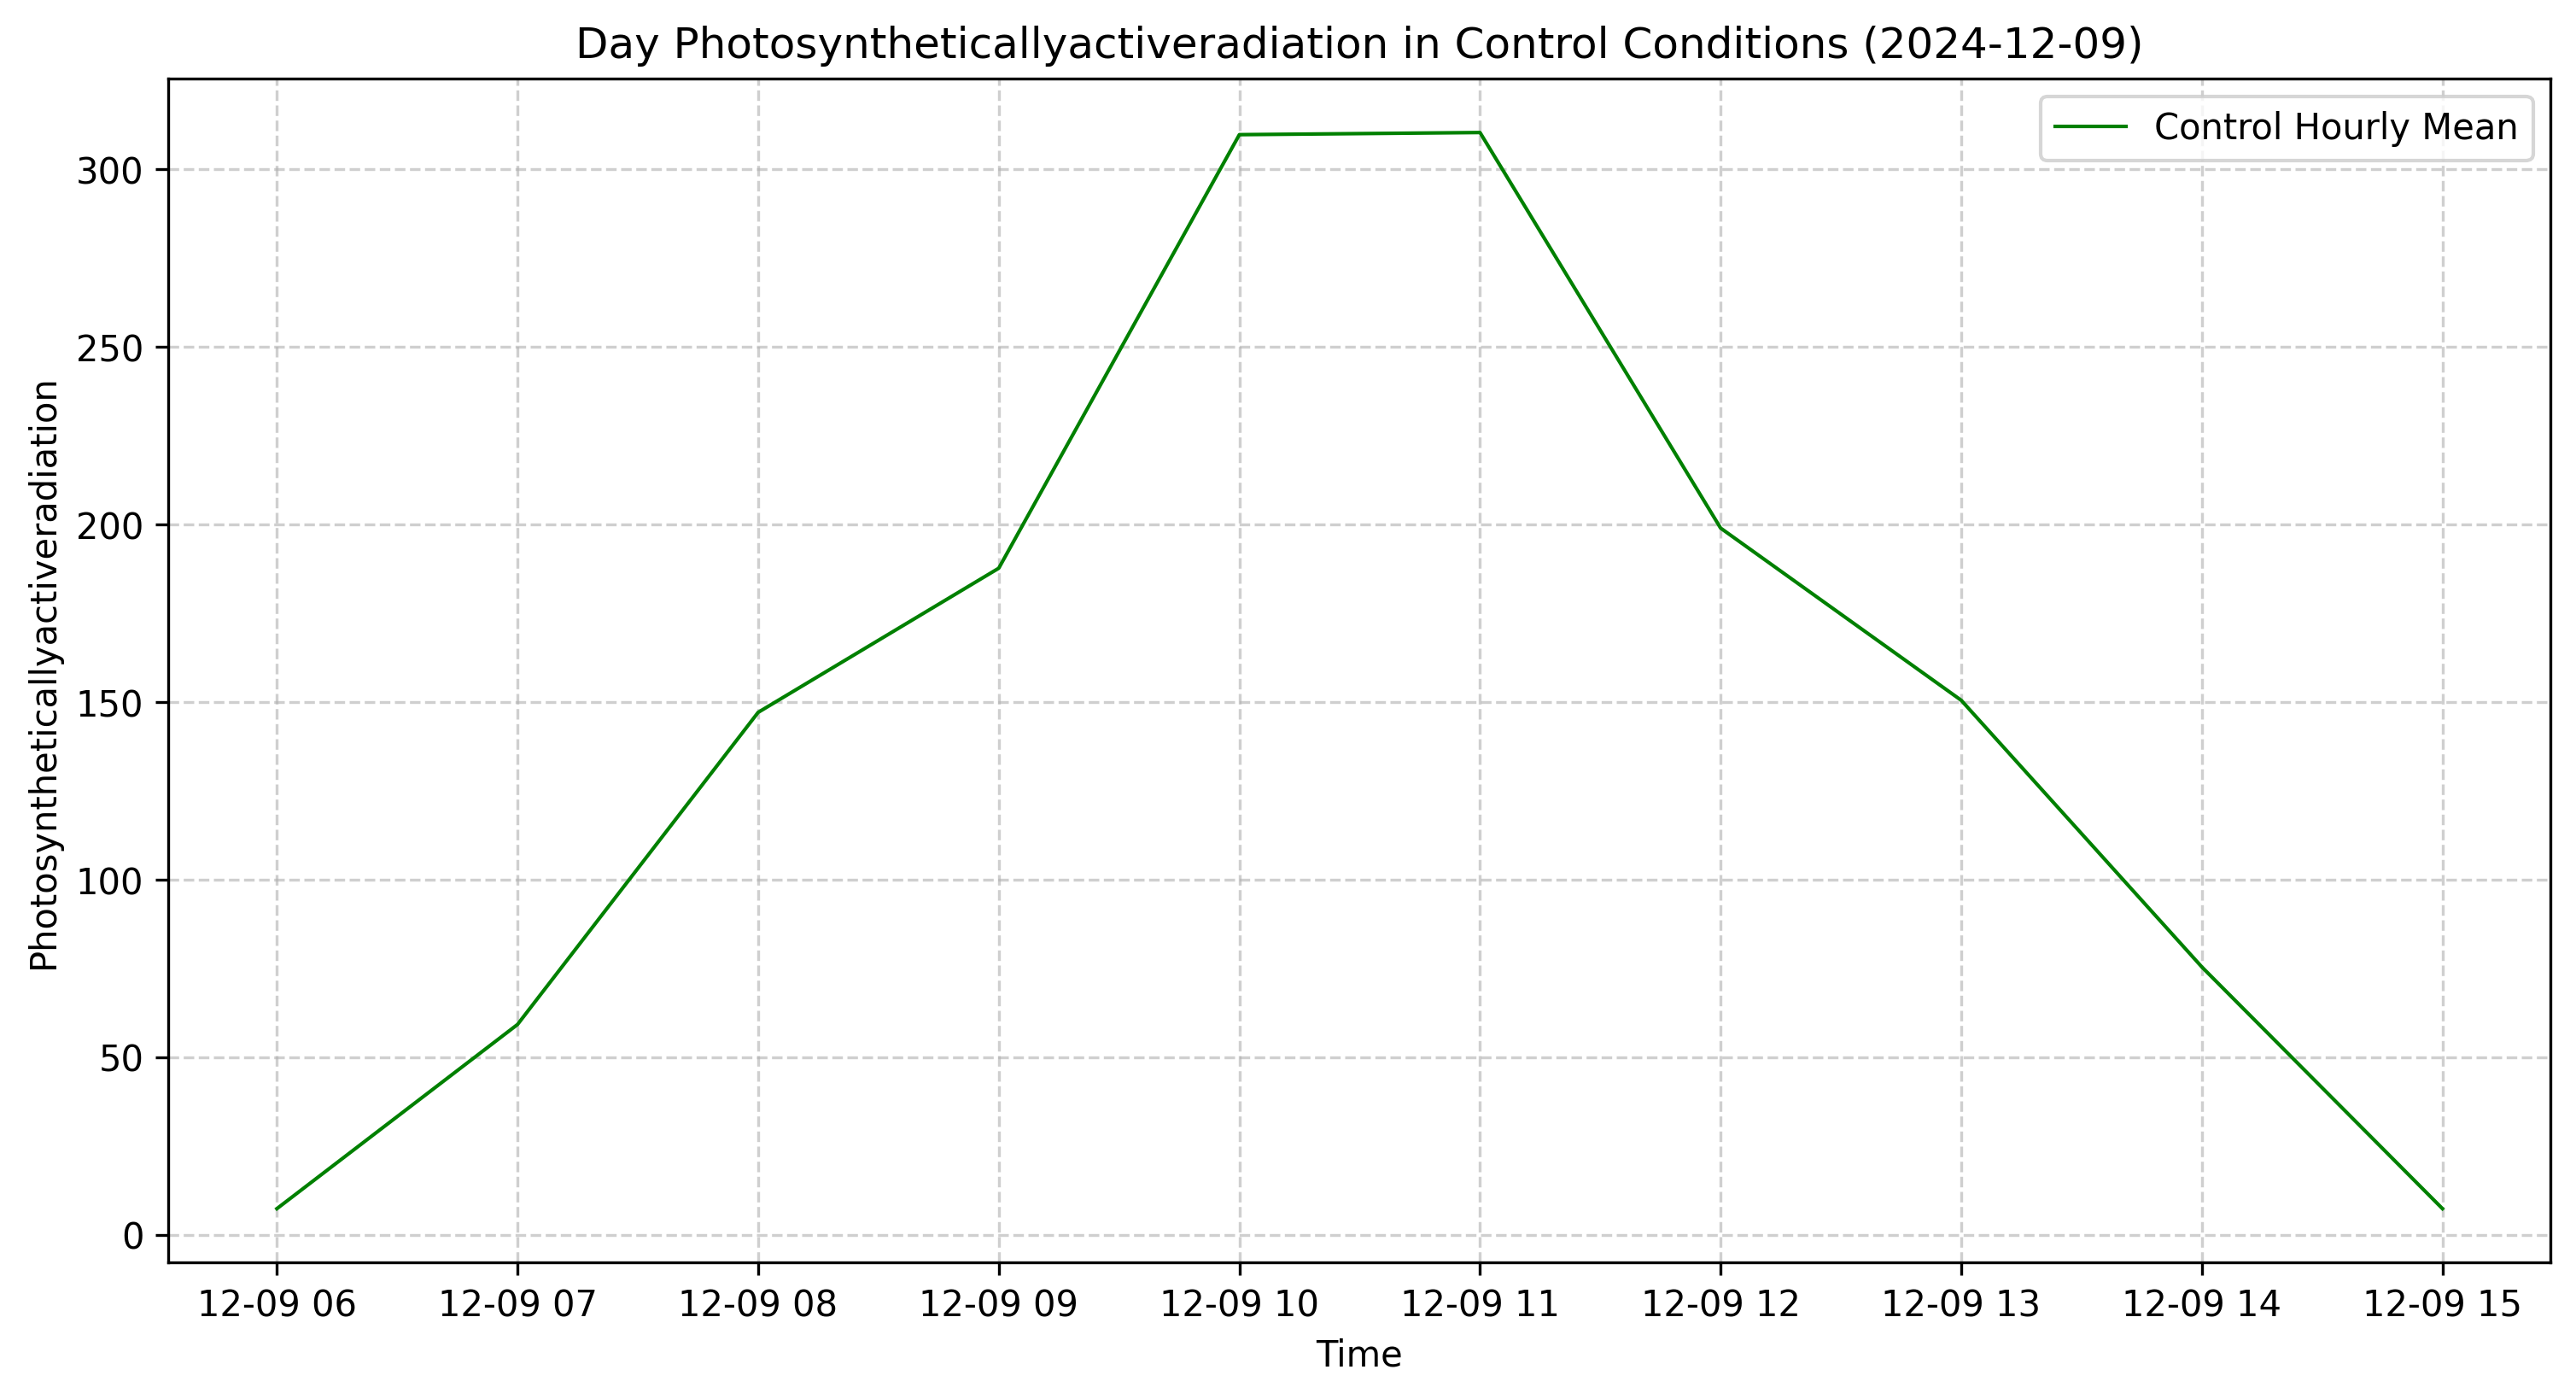 Day Photosyntheticallyactiveradiation in Control Conditions (2024-12-09)
Control Hourly Mean
Photosyntheticallyactiveradiation
300
250
200
150
100
50
0
12-09 06 12-09 07 12-09 08 12-09 09 12-09 10 12-09 11 12-09 12 12-09 13 12-09 14 12-09 15
Time